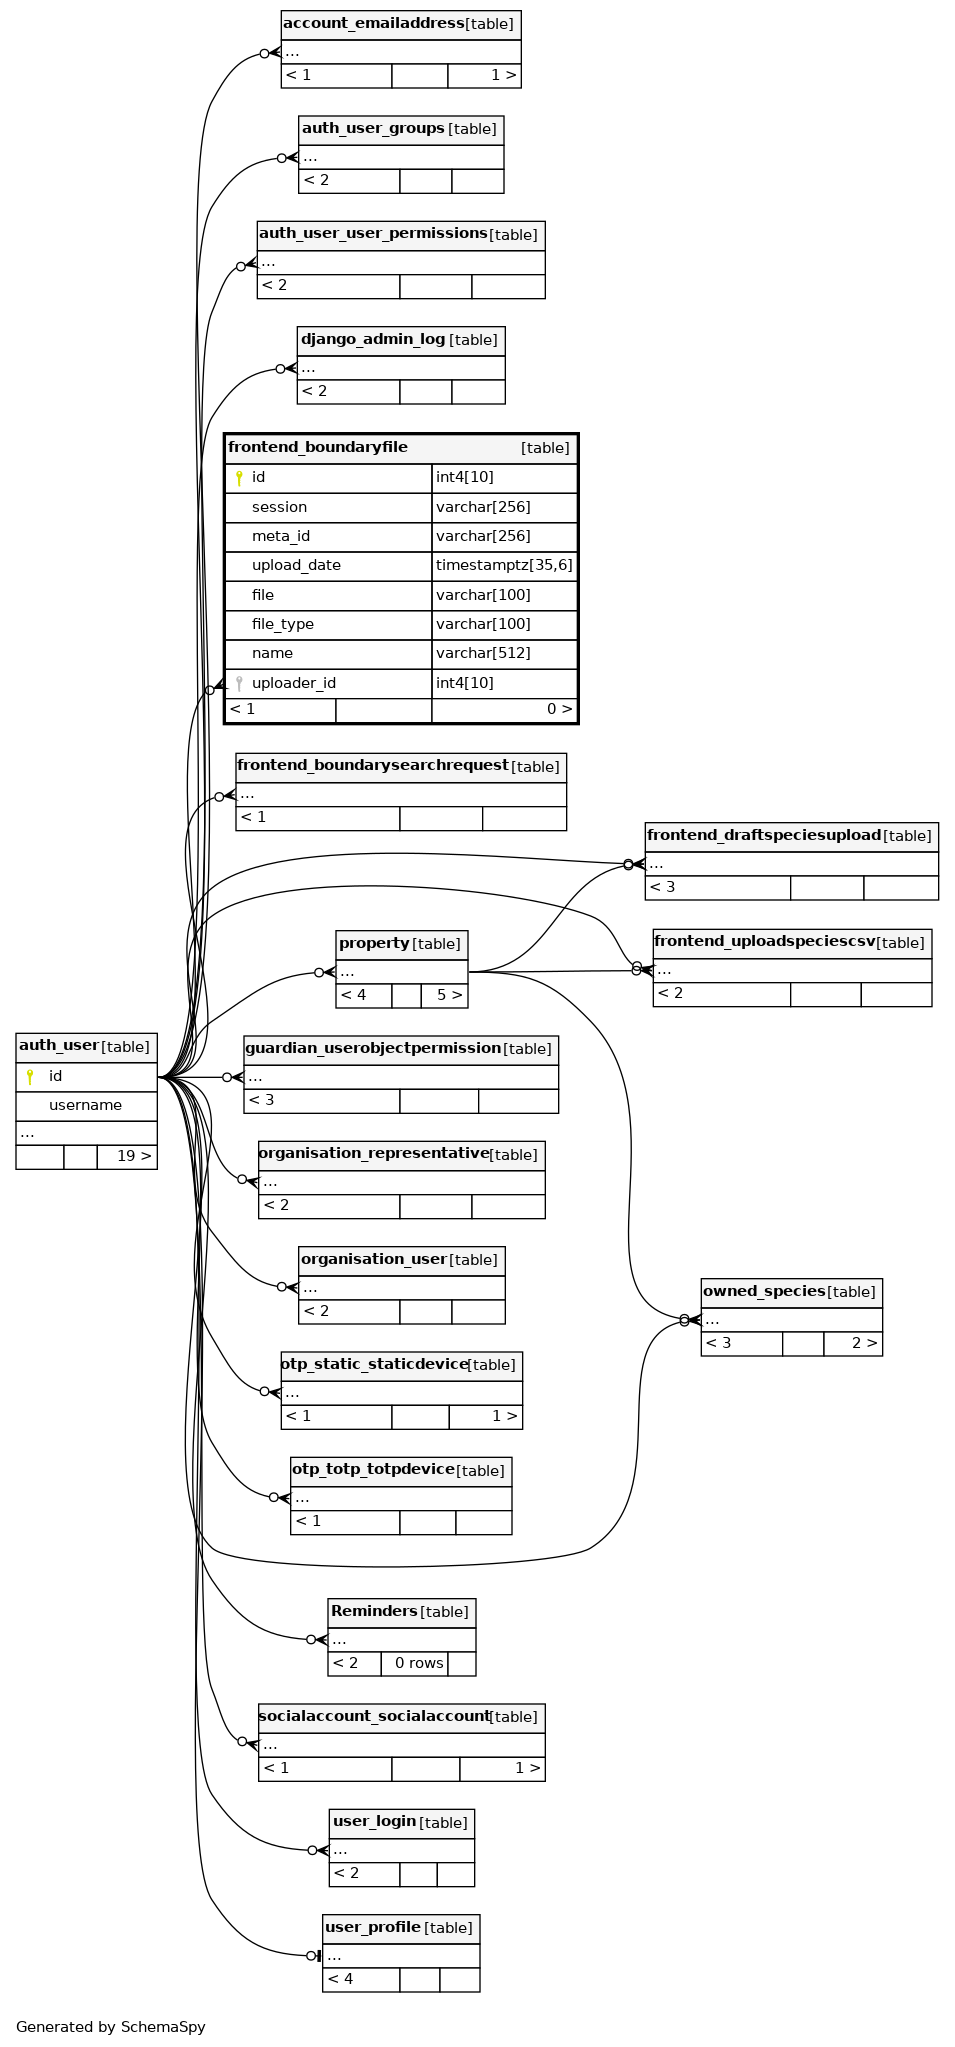 account_emailaddress[table]
...
< 1 1 >
auth_user_groups [table]
...
< 2
auth_user_user_permissions[table]
...
< 2
django_admin_log [table]
...
< 2
frontend_boundaryfile [table]
id int4[10]
session varchar[256]
meta_id varchar[256]
upload_date timestamptz[35,6]
file varchar[100]
file_type varchar[100]
name varchar[512]
uploader_id int4[10]
< 1 0 >
frontend_boundarysearchrequest[table]
...
< 1
frontend_draftspeciesupload[table]
...
< 3
frontend_uploadspeciescsv[table]
...
< 2
property[table]
...
< 4 5 >
auth_user[table]
id
username
...
19 >
guardian_userobjectpermission[table]
...
< 3
organisation_representative[table]
...
< 2
organisation_user[table]
...
< 2
owned_species[table]
...
< 3 2 >
otp_static_staticdevice[table]
...
< 1 1 >
otp_totp_totpdevice[table]
...
< 1
Reminders[table]
...
< 2 0 rows
socialaccount_socialaccount[table]
...
< 1 1 >
user_login[table]
...
< 2
user_profile [table]
...
< 4
Generated by SchemaSpy